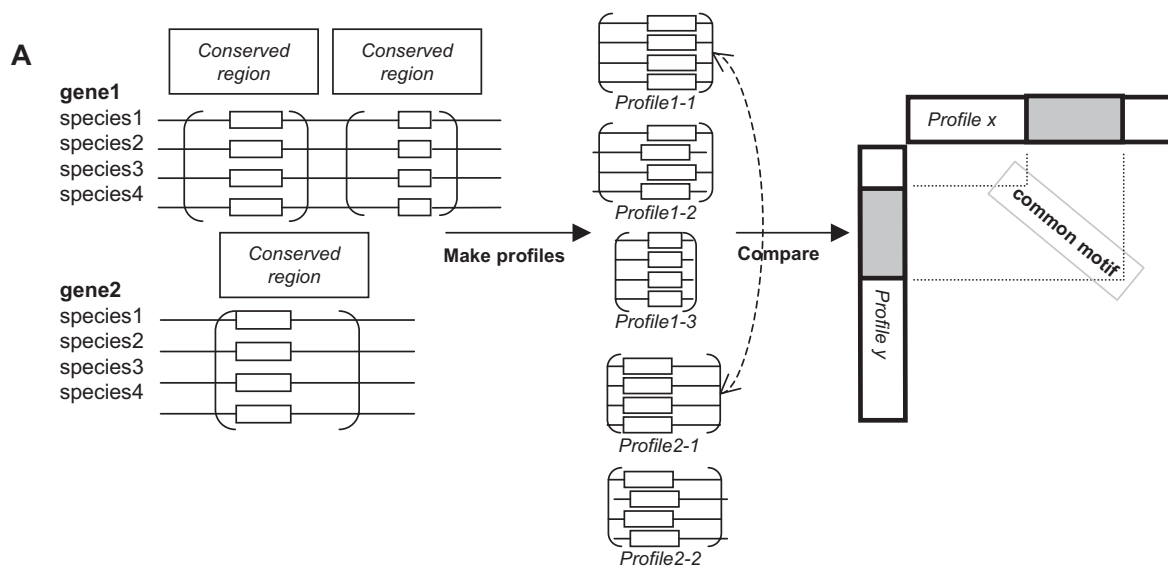 A
Conserved
region
Conserved
region
gene1
species1
species2
species3
species4
Conserved
region
gene2
species1
species2
species3
species4
Make profiles
Profile1-1
Profile1-2
Profile1-3
Profile2-1
Profile2-2
Compare
Profile x
Profile y
common motif